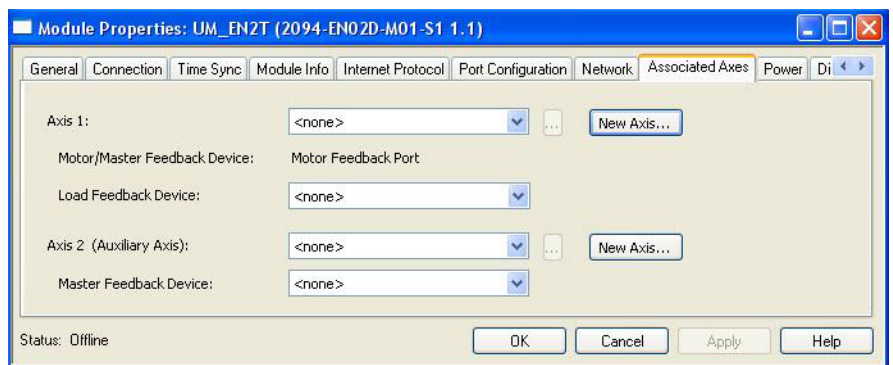 Module Properties: UM_EN2T (2094-EN02D-M01-S1 1.1)
General Connection Time Sync Module Info Internet Protocol Port Configuration Network Associated Axes Power Di
Axis 1: <none> ... New Axis...
Motor/Master Feedback Device: Motor Feedback Port
Load Feedback Device: <none>
Axis 2 (Auxiliary Axis): <none> ... New Axis...
Master Feedback Device: <none>
Status: Offline OK Cancel Apply Help